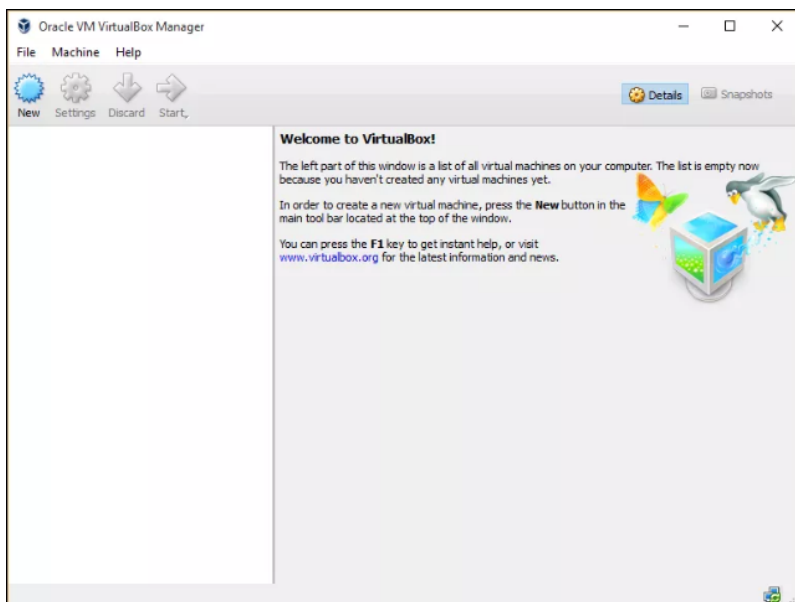 Oracle VM VirtualBox Manager
File Machine Help
New Settings Discard Start
Details Snapshots
Welcome to VirtualBox!
The left part of this window is a list of all virtual machines on your computer. The list is empty now
because you haven't created any virtual machines yet.
In order to create a new virtual machine, press the New button in the
main tool bar located at the top of the window.
You can press the F1 key to get instant help, or visit
www.virtualbox.org for the latest information and news.